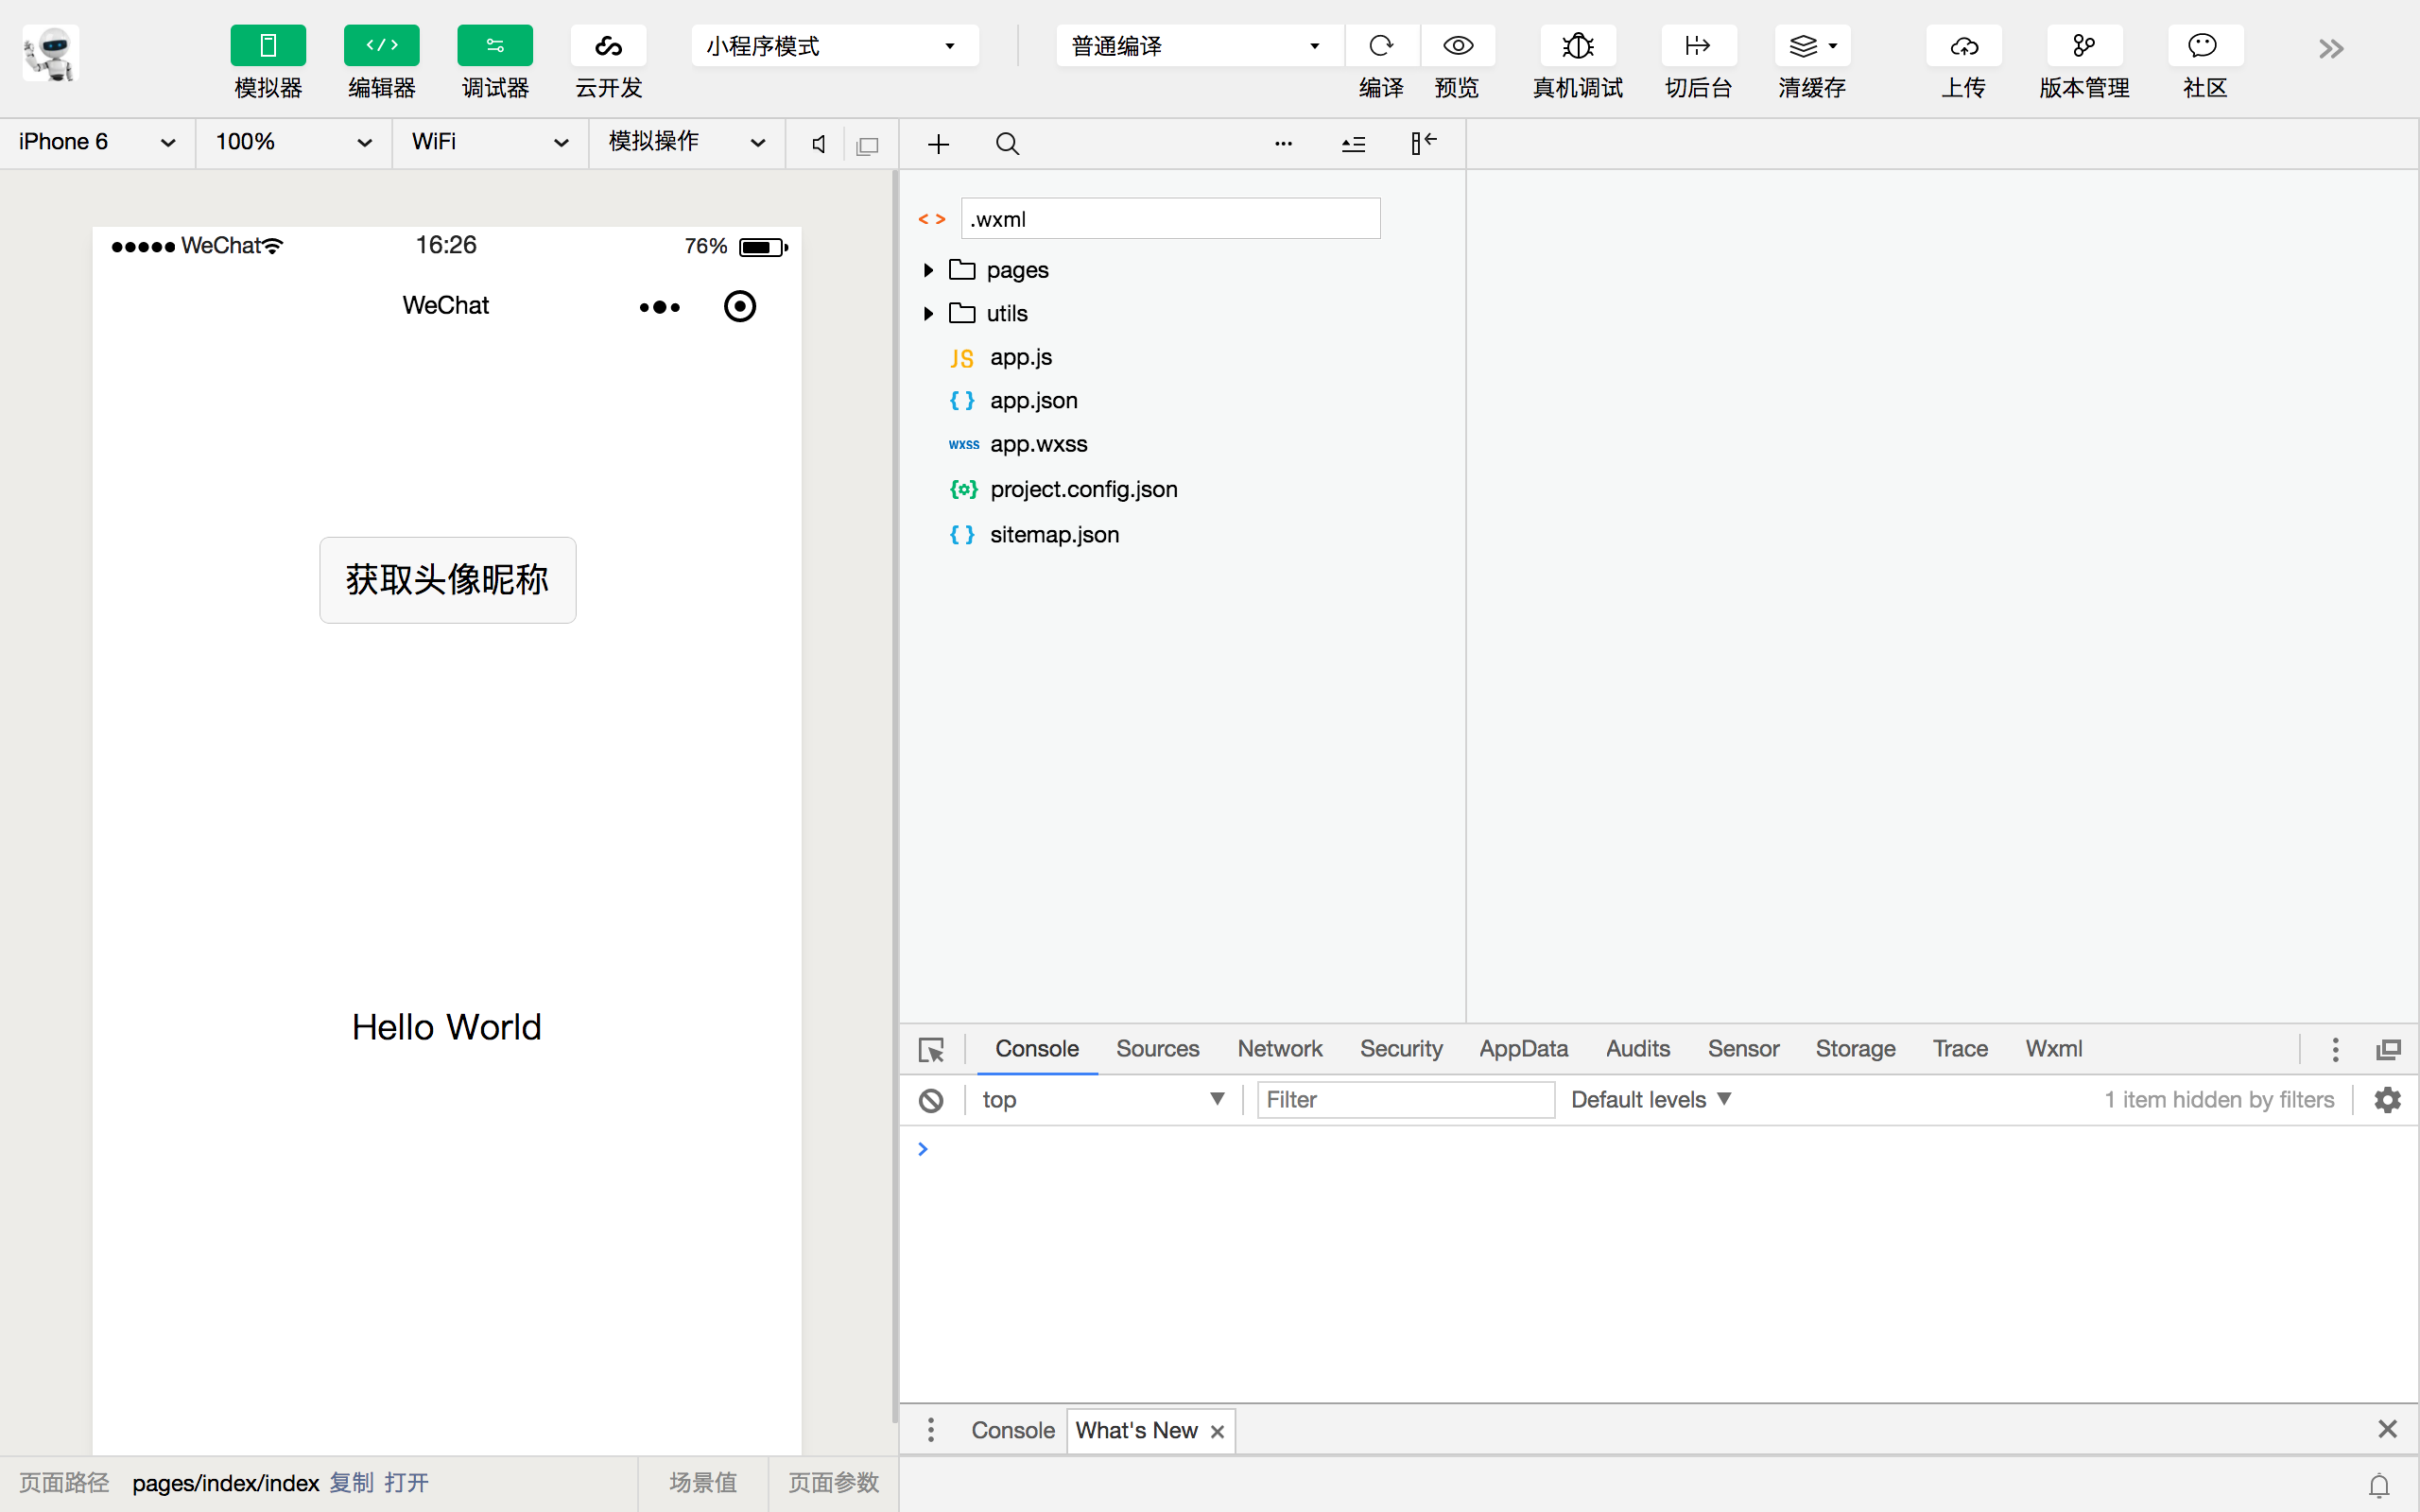 模拟器 编辑器 调试器 云开发 小程序模式 普通编译 编译 预览 真机调试 切后台 清缓存 上传 版本管理 社区
iPhone 6 100% WiFi 模拟操作
WeChat 16:26 76%
WeChat
获取头像昵称
Hello World
页面路径 pages/index/index 复制 打开 场景值 页面参数
< > .wxml
pages
utils
JS app.js
{ } app.json
wxss app.wxss
project.config.json
{ } sitemap.json
Console Sources Network Security AppData Audits Sensor Storage Trace Wxml
top Filter Default levels 1 item hidden by filters
Console What's New